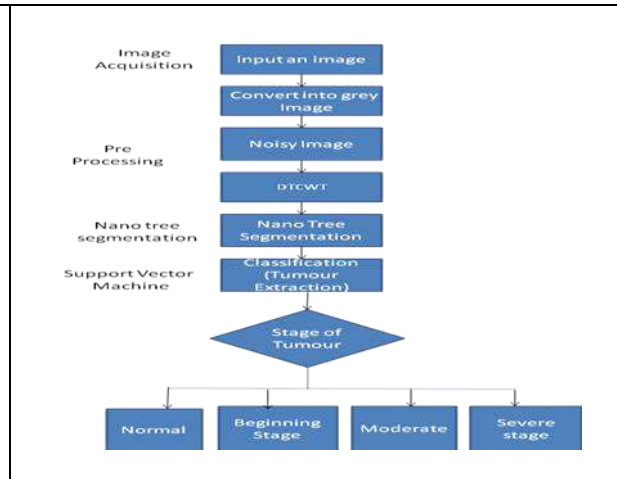 Image
Acquisition
Input an image
Convert into grey
Image
Pre
Processing
Noisy Image
DTCWT
Nano tree
segmentation
Nano Tree
Segmentation
Support Vector
Machine
Classification
(Tumour
Extraction)
Stage of
Tumour
Normal
Beginning
Stage
Moderate
Severe
stage